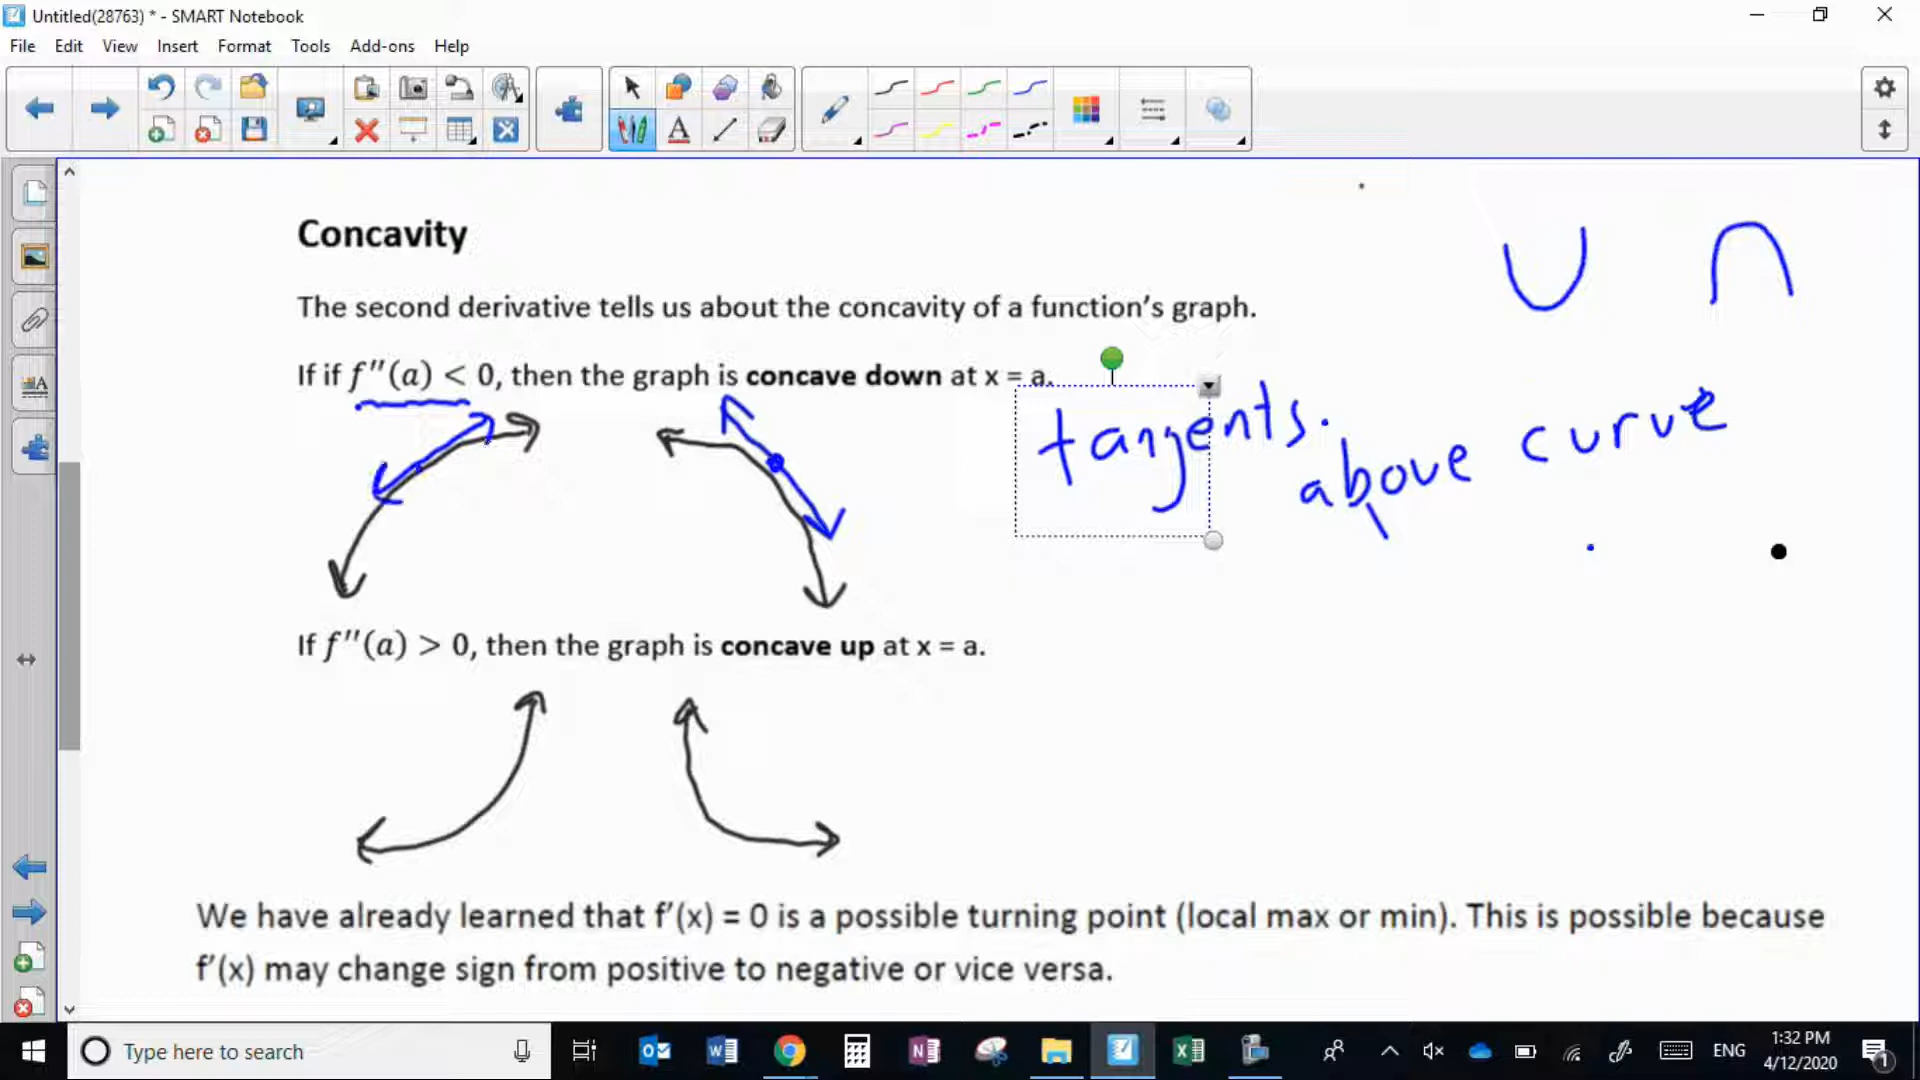 Untitled(28763) * - SMART Notebook
File Edit View Insert Format Tools Add-ons Help
Concavity
The second derivative tells us about the concavity of a function's graph.
If if f''(a) < 0, then the graph is concave down at x = a.
tangents.
above curve
If f''(a) > 0, then the graph is concave up at x = a.
We have already learned that f'(x) = 0 is a possible turning point (local max or min). This is possible because
f'(x) may change sign from positive to negative or vice versa.
Type here to search
ENG
1:32 PM
4/12/2020
1